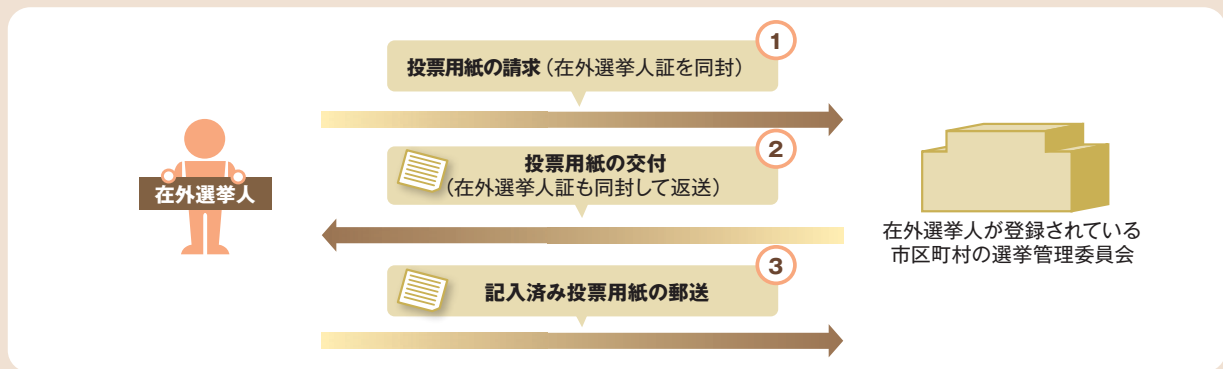 1
投票用紙の請求（在外選挙人証を同封）
2
投票用紙の交付
（在外選挙人証も同封して返送）
在外選挙人
在外選挙人が登録されている
市区町村の選挙管理委員会
3
記入済み投票用紙の郵送